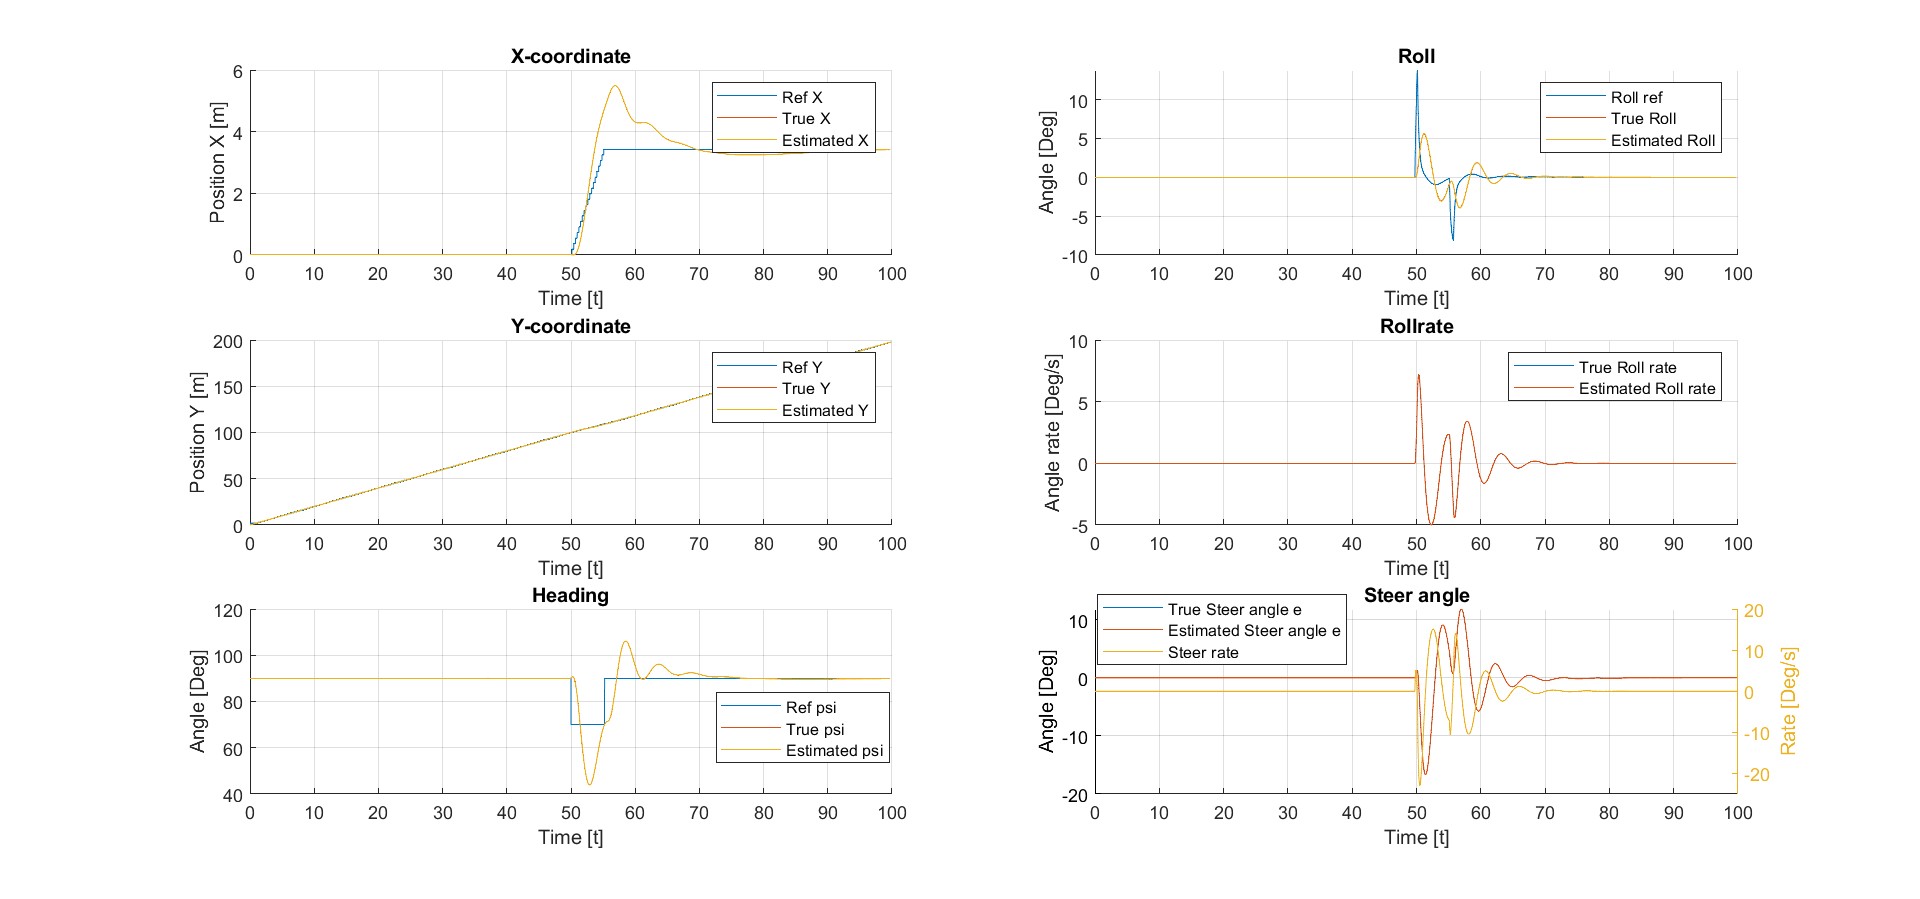 X-coordinate
6
4
2
0
Position X [m]
Ref X
True X
Estimated X
0 10 20 30 40 50 60 70 80 90 100
Time [t]
Roll
10
5
0
-5
-10
Angle [Deg]
Roll ref
True Roll
Estimated Roll
0 10 20 30 40 50 60 70 80 90 100
Time [t]
Y-coordinate
200
150
100
50
0
Position Y [m]
Ref Y
True Y
Estimated Y
0 10 20 30 40 50 60 70 80 90 100
Time [t]
Rollrate
10
5
0
-5
Angle rate [Deg/s]
True Roll rate
Estimated Roll rate
0 10 20 30 40 50 60 70 80 90 100
Time [t]
Heading
120
100
80
60
40
Angle [Deg]
Ref psi
True psi
Estimated psi
0 10 20 30 40 50 60 70 80 90 100
Time [t]
Steer angle
10
0
-10
-20
Angle [Deg]
True Steer angle e
Estimated Steer angle e
Steer rate
20
10
0
-10
-20
Rate [Deg/s]
0 10 20 30 40 50 60 70 80 90 100
Time [t]